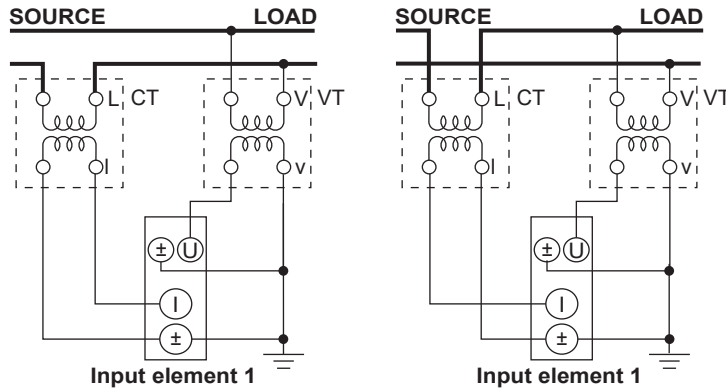 SOURCE LOAD
L CT V VT
l v
± U
I
±
Input element 1
SOURCE LOAD
L CT V VT
l v
± U
I
±
Input element 1